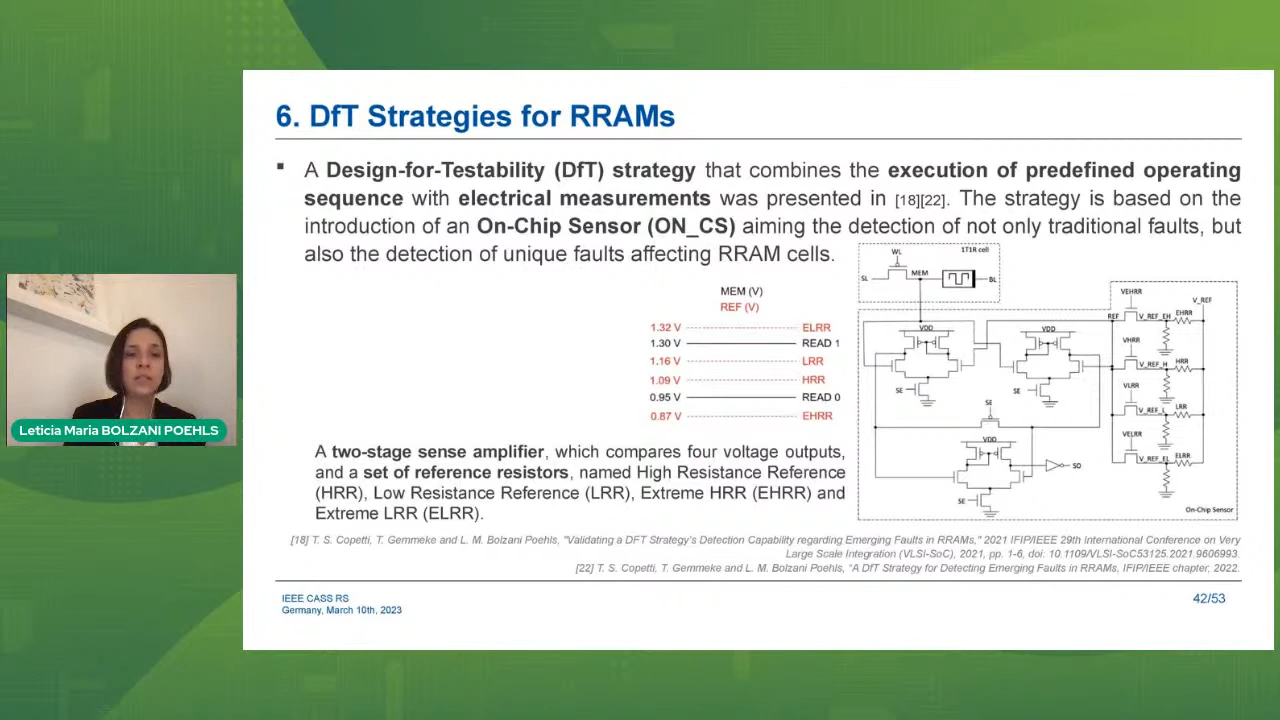 6. DfT Strategies for RRAMs
▪ A Design-for-Testability (DfT) strategy that combines the execution of predefined operating
sequence with electrical measurements was presented in [18][22]. The strategy is based on the
introduction of an On-Chip Sensor (ON_CS) aiming the detection of not only traditional faults, but
also the detection of unique faults affecting RRAM cells.
WL
1T1R cell
SL
MEM
BL
MEM (V)
REF (V)
1.32 V ELRR
1.30 V READ 1
1.16 V LRR
1.09 V HRR
0.95 V READ 0
0.87 V EHRR
VEHRR
V_REF
REF
V_REF_EH
EHRR
VDD
VDD
VHRR
V_REF_H
HRR
SE
SE
VLRR
V_REF_L
LRR
SE
VDD
VELRR
V_REF_EL
ELRR
SO
SE
On-Chip Sensor
Leticia Maria BOLZANI POEHLS
A two-stage sense amplifier, which compares four voltage outputs,
and a set of reference resistors, named High Resistance Reference
(HRR), Low Resistance Reference (LRR), Extreme HRR (EHRR) and
Extreme LRR (ELRR).
[18] T. S. Copetti, T. Gemmeke and L. M. Bolzani Poehls, "Validating a DFT Strategy's Detection Capability regarding Emerging Faults in RRAMs," 2021 IFIP/IEEE 29th International Conference on Very
Large Scale Integration (VLSI-SoC), 2021, pp. 1-6, doi: 10.1109/VLSI-SoC53125.2021.9606993.
[22] T. S. Copetti, T. Gemmeke and L. M. Bolzani Poehls, "A DfT Strategy for Detecting Emerging Faults in RRAMs, IFIP/IEEE chapter, 2022.
IEEE CASS RS
Germany, March 10th, 2023
42/53